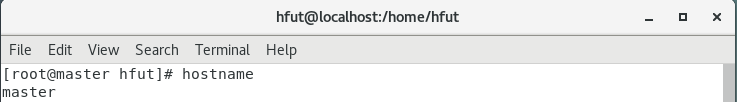 hfut@localhost:/home/hfut
File Edit View Search Terminal Help
[root@master hfut]# hostname
master